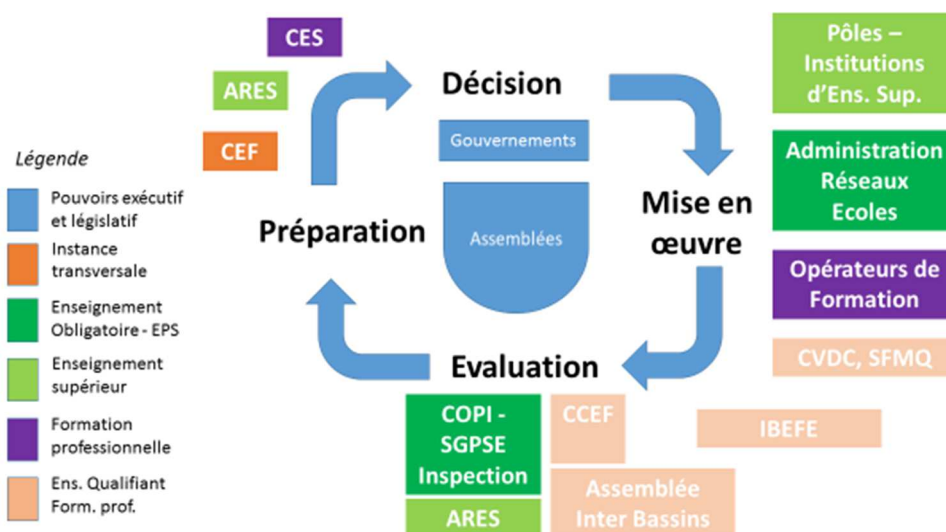 CES
ARES
CEF
Décision
Gouvernements
Assemblées
Préparation
Mise en
œuvre
Evaluation
Pôles –
Institutions
d'Ens. Sup.
Administration
Réseaux
Ecoles
Opérateurs de
Formation
CVDC, SFMQ
IBEFE
COPI -
SGPSE
Inspection
CCEF
ARES
Assemblée
Inter Bassins
Légende
Pouvoirs exécutif
et législatif
Instance
transversale
Enseignement
Obligatoire - EPS
Enseignement
supérieur
Formation
professionnelle
Ens. Qualifiant
Form. prof.